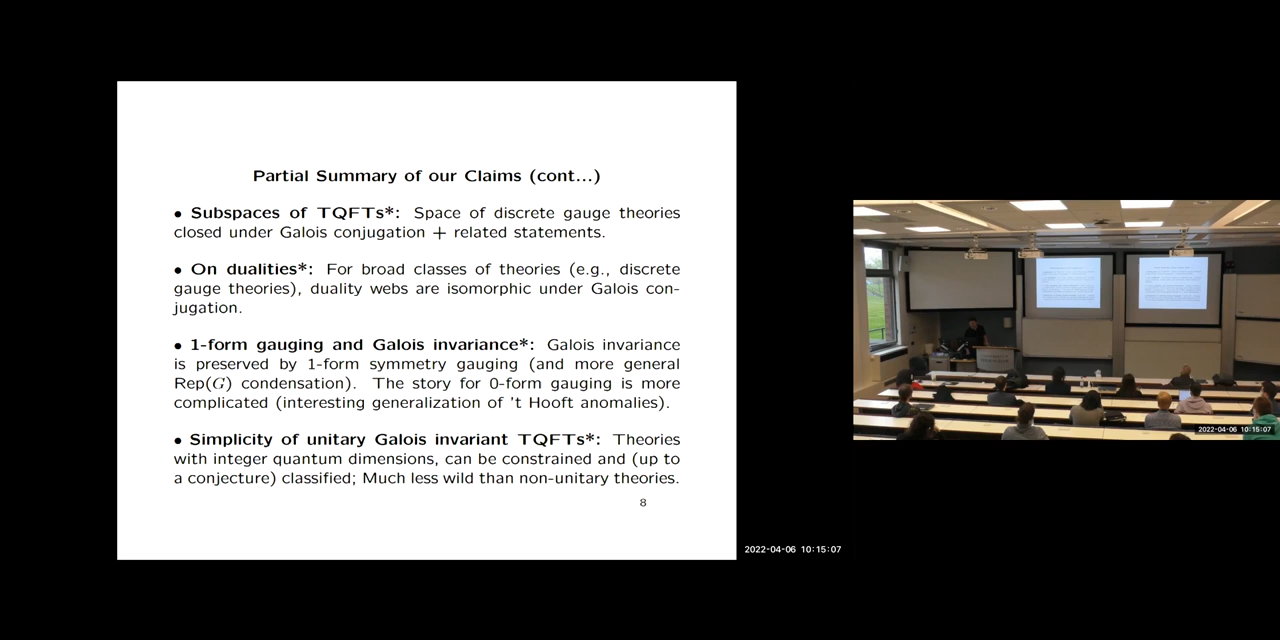 Partial Summary of our Claims (cont...)
• Subspaces of TQFTs*: Space of discrete gauge theories
closed under Galois conjugation + related statements.
• On dualities*: For broad classes of theories (e.g., discrete
gauge theories), duality webs are isomorphic under Galois con-
jugation.
• 1-form gauging and Galois invariance*: Galois invariance
is preserved by 1-form symmetry gauging (and more general
Rep(G) condensation). The story for 0-form gauging is more
complicated (interesting generalization of 't Hooft anomalies).
• Simplicity of unitary Galois invariant TQFTs*: Theories
with integer quantum dimensions, can be constrained and (up to
a conjecture) classified; Much less wild than non-unitary theories.
8
2022-04-06 10:15:07
2022-04-06 10:15:07